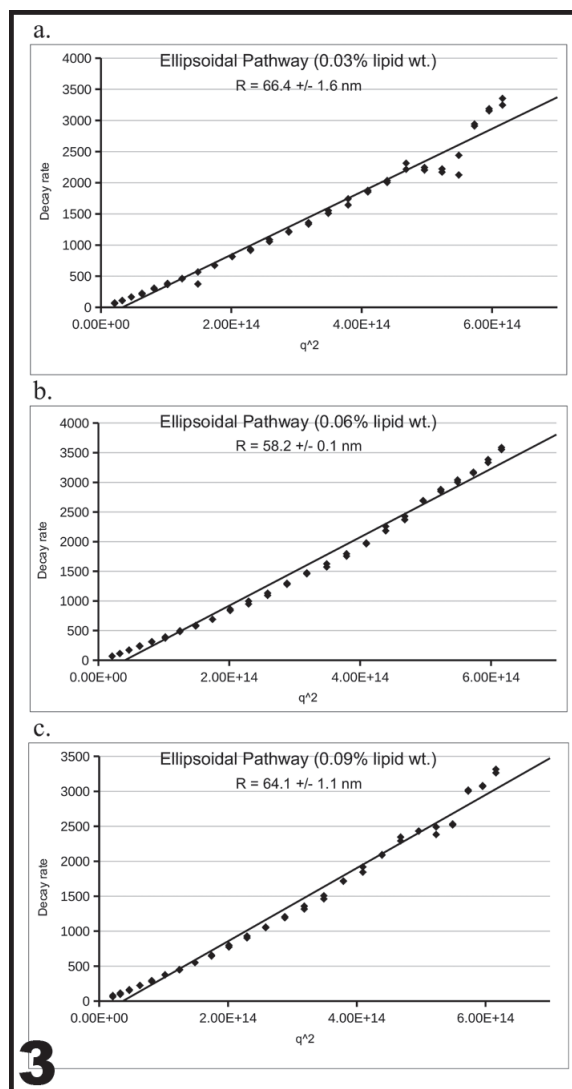 a.
Ellipsoidal Pathway (0.03% lipid wt.)
R = 66.4 +/- 1.6 nm
4000
3500
3000
2500
2000
1500
1000
500
0
Decay rate
0.00E+00 2.00E+14 4.00E+14 6.00E+14
q^2
b.
Ellipsoidal Pathway (0.06% lipid wt.)
R = 58.2 +/- 0.1 nm
4000
3500
3000
2500
2000
1500
1000
500
0
Decay rate
0.00E+00 2.00E+14 4.00E+14 6.00E+14
q^2
c.
Ellipsoidal Pathway (0.09% lipid wt.)
R = 64.1 +/- 1.1 nm
3500
3000
2500
2000
1500
1000
500
0
Decay rate
0.00E+00 2.00E+14 4.00E+14 6.00E+14
q^2
3